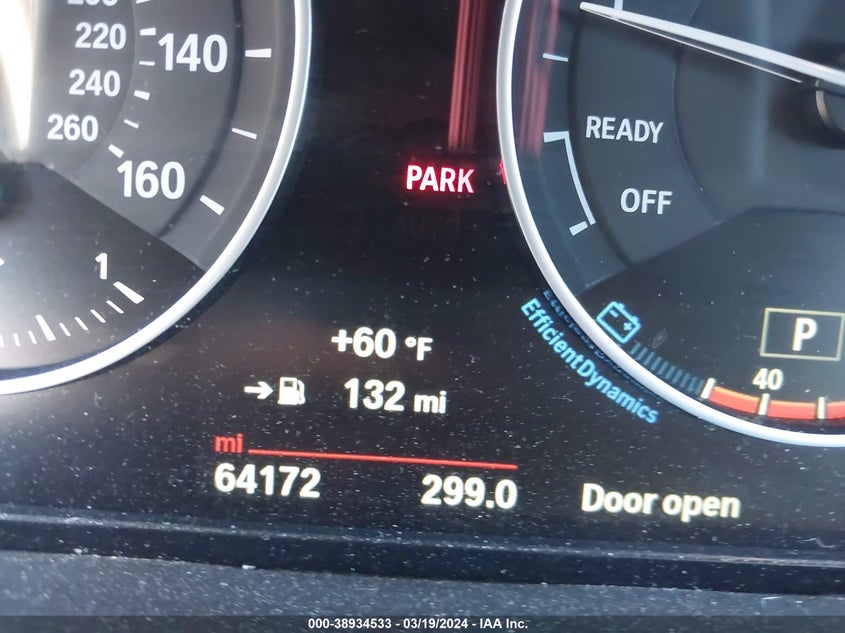 220
140
240
260
160
1
READY
PARK
OFF
+60 °F
132 mi
EfficientDynamics
P
40
mi
64172 299.0
Door open
000-38934533 - 03/19/2024 - IAA Inc.